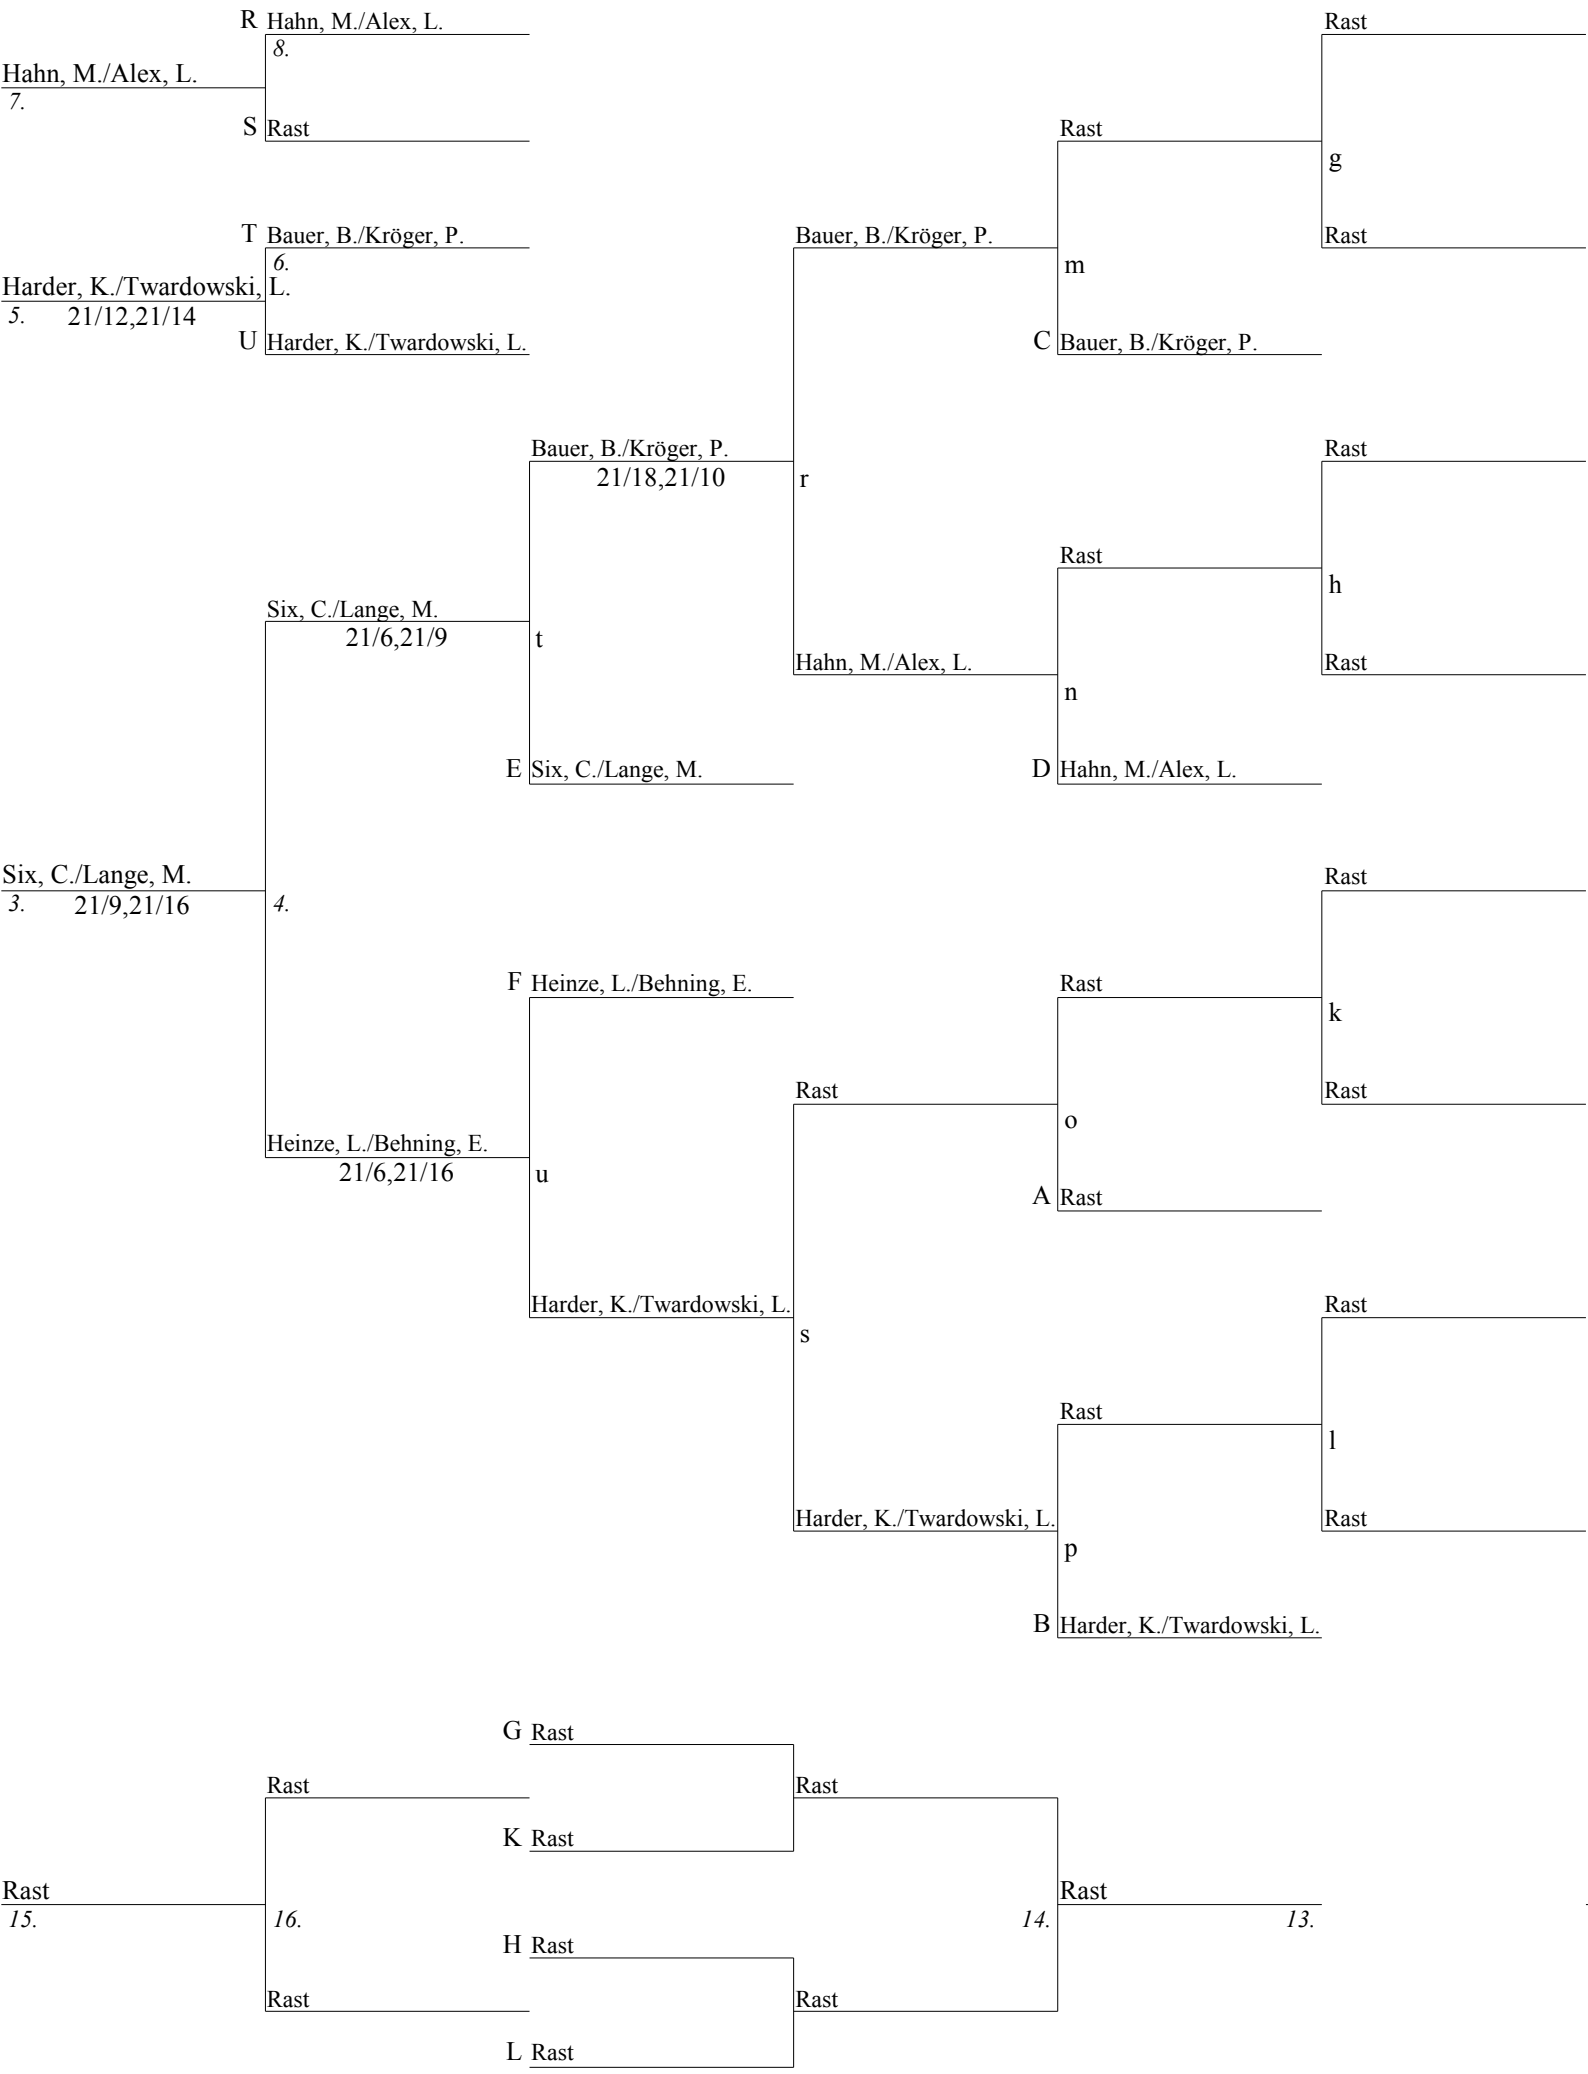 R Hahn, M./Alex, L.
Rast
8.
Hahn, M./Alex, L.
7.
S Rast
Rast
g
T Bauer, B./Kröger, P.
Bauer, B./Kröger, P.
Rast
6.
m
Harder, K./Twardowski, L.
5. 21/12,21/14
U Harder, K./Twardowski, L.
C Bauer, B./Kröger, P.
Bauer, B./Kröger, P.
Rast
21/18,21/10
r
Rast
h
Six, C./Lange, M.
21/6,21/9
t
Hahn, M./Alex, L.
Rast
n
E Six, C./Lange, M.
D Hahn, M./Alex, L.
Six, C./Lange, M.
Rast
3. 21/9,21/16
4.
F Heinze, L./Behning, E.
Rast
k
Rast
Rast
o
Heinze, L./Behning, E.
21/6,21/16
u
A Rast
Harder, K./Twardowski, L.
Rast
s
Rast
l
Harder, K./Twardowski, L.
Rast
p
B Harder, K./Twardowski, L.
G Rast
Rast
Rast
K Rast
Rast
Rast
15.
16.
14.
13.
H Rast
Rast
Rast
L Rast